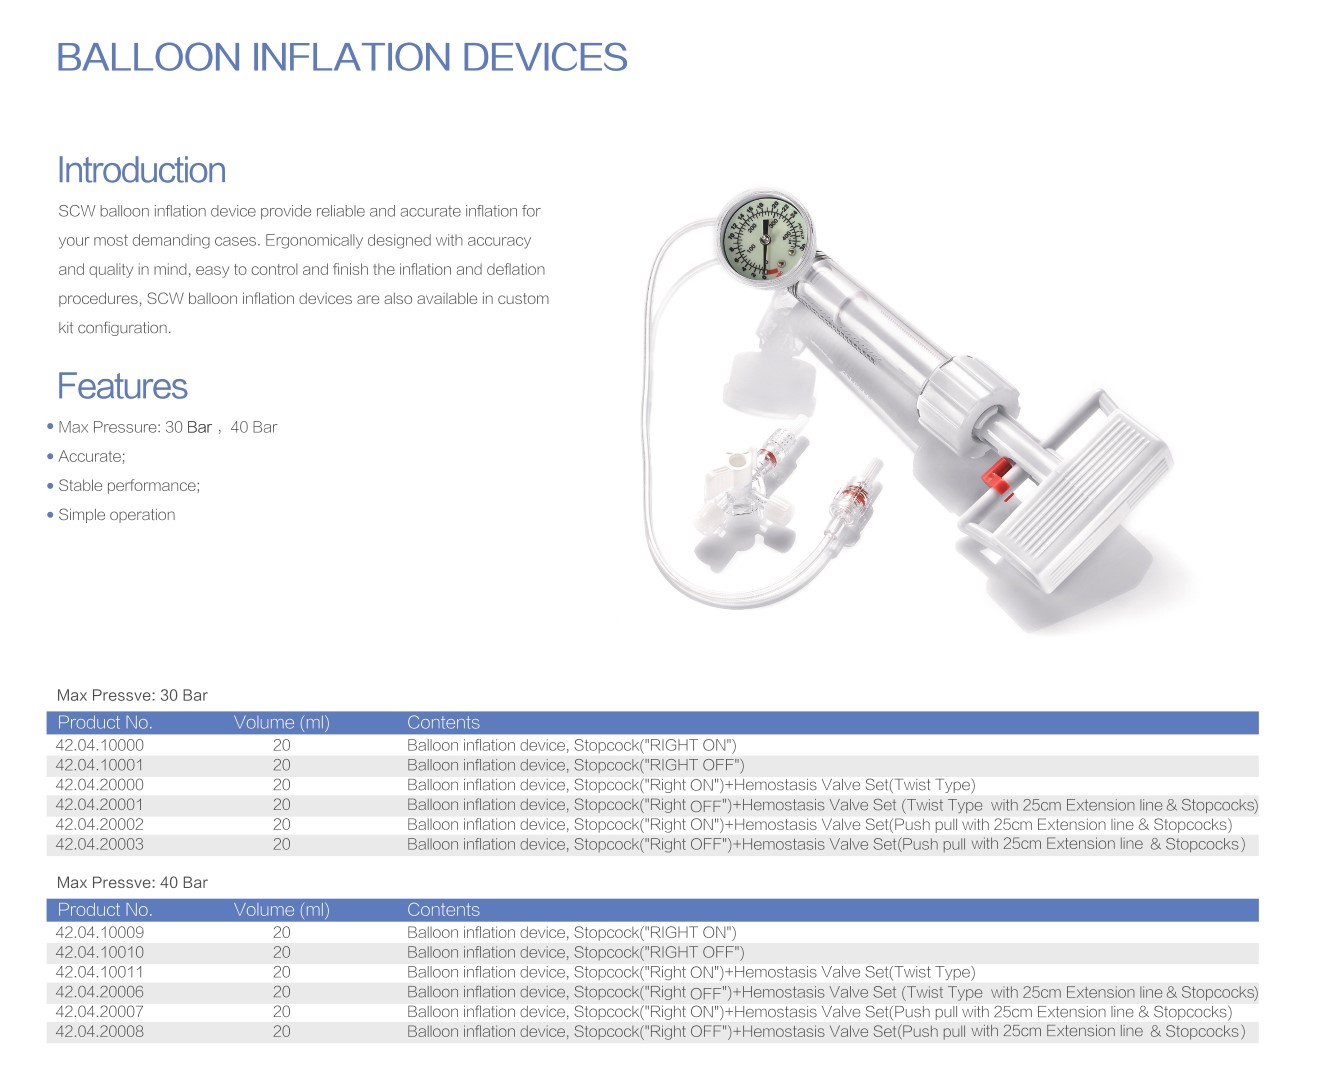 BALLOON INFLATION DEVICES
Introduction
SCW balloon inflation device provide reliable and accurate inflation for
your most demanding cases. Ergonomically designed with accuracy
and quality in mind, easy to control and finish the inflation and deflation
procedures, SCW balloon inflation devices are also available in custom
kit configuration.
Features
• Max Pressure: 30 Bar , 40 Bar
• Accurate;
• Stable performance;
• Simple operation
Max Pressve: 30 Bar
Product No. Volume (ml) Contents
42.04.10000 20 Balloon inflation device, Stopcock("RIGHT ON")
42.04.10001 20 Balloon inflation device, Stopcock("RIGHT OFF")
42.04.20000 20 Balloon inflation device, Stopcock("Right ON")+Hemostasis Valve Set(Twist Type)
42.04.20001 20 Balloon inflation device, Stopcock("Right OFF")+Hemostasis Valve Set (Twist Type with 25cm Extension line & Stopcocks)
42.04.20002 20 Balloon inflation device, Stopcock("Right ON")+Hemostasis Valve Set(Push pull with 25cm Extension line & Stopcocks)
42.04.20003 20 Balloon inflation device, Stopcock("Right OFF")+Hemostasis Valve Set(Push pull with 25cm Extension line & Stopcocks)
Max Pressve: 40 Bar
Product No. Volume (ml) Contents
42.04.10009 20 Balloon inflation device, Stopcock("RIGHT ON")
42.04.10010 20 Balloon inflation device, Stopcock("RIGHT OFF")
42.04.10011 20 Balloon inflation device, Stopcock("Right ON")+Hemostasis Valve Set(Twist Type)
42.04.20006 20 Balloon inflation device, Stopcock("Right OFF")+Hemostasis Valve Set (Twist Type with 25cm Extension line & Stopcocks)
42.04.20007 20 Balloon inflation device, Stopcock("Right ON")+Hemostasis Valve Set(Push pull with 25cm Extension line & Stopcocks)
42.04.20008 20 Balloon inflation device, Stopcock("Right OFF")+Hemostasis Valve Set(Push pull with 25cm Extension line & Stopcocks)